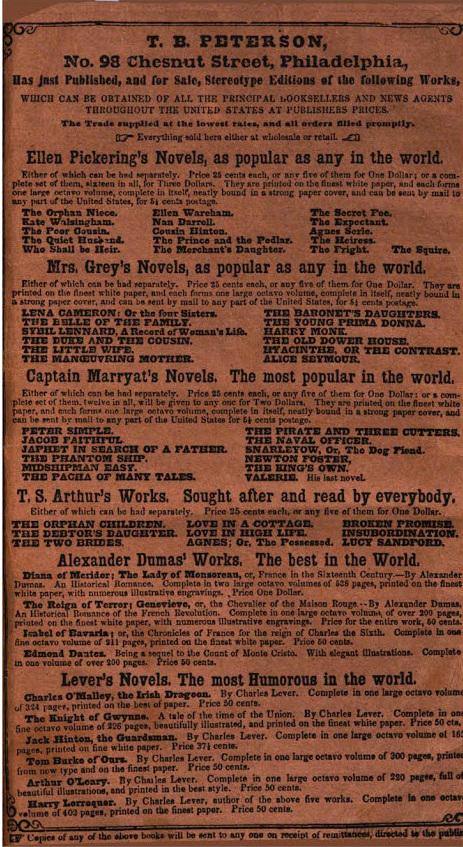 T. B. PETERSON,
No. 98 Chesnut Street, Philadelphia,
Has Just Published, and for Sale, Stereotype Editions of the following Works,
WHICH CAN BE OBTAINED OF ALL THE PRINCIPAL BOOKSELLERS AND NEWS AGENTS
THROUGHOUT THE UNITED STATES AT PUBLISHERS PRICES.
The Trade supplied at the lowest rates, and all orders filled promptly.
Everything sold here either at wholesale or retail.
Ellen Pickering's Novels, as popular as any in the world.
Either of which can be had separately. Price 25 cents each, or any five of them for One Dollar; or a com-
plete set of them, sixteen in all, for Three Dollars. They are printed on the finest white paper, and each forms
one large octavo volume, complete in itself, neatly bound in a strong paper cover, and can be sent by mail to
any part of the United States, for 5½ cents postage.
The Orphan Niece. Ellen Wareham. The Secret Foe.
Kate Walsingham. Nan Darrell. The Expectant.
The Poor Cousin. Cousin Hinton. Agnes Serle.
The Quiet Husband. The Prince and the Pedlar. The Heiress.
Who Shall be Heir. The Merchant's Daughter. The Fright. The Squire.
Mrs. Grey's Novels, as popular as any in the world.
Either of which can be had separately. Price 25 cents each, or any five of them for One Dollar. They are
printed on the finest white paper, and each forms one large octavo volume, complete in itself, neatly bound in
a strong paper cover, and can be sent by mail to any part of the United States, for 5½ cents postage.
LENA CAMERON: Or the four Sisters. THE BARONET'S DAUGHTERS.
THE BELLE OF THE FAMILY. THE YOUNG PRIMA DONNA.
SYBIL LENNARD, A Record of Woman's Life. HARRY MONK.
THE DUKE AND THE COUSIN. THE OLD DOWER HOUSE.
THE LITTLE WIFE. HYACINTHE, OR THE CONTRAST.
THE MANŒUVRING MOTHER. ALICE SEYMOUR.
Captain Marryat's Novels. The most popular in the world.
Either of which can be had separately. Price 25 cents each, or any five of them for One Dollar: or a com-
plete set of them, twelve in all, will be given to any one for Two Dollars. They are printed on the finest white
paper, and each forms one large octavo volume, complete in itself, neatly bound in a strong paper cover, and
can be sent by mail to any part of the United States for 5½ cents postage.
PETER SIMPLE. THE PIRATE AND THREE CUTTERS.
JACOB FAITHFUL THE NAVAL OFFICER.
JAPHET IN SEARCH OF A FATHER. SNARLEYOW, Or, The Dog Fiend.
THE PHANTOM SHIP. NEWTON FOSTER,
MIDSHIPMAN EASY. THE KING'S OWN.
THE PACHA OF MANY TALES. VALERIE. His last novel.
T. S. Arthur's Works. Sought after and read by everybody.
Either of which can be had separately. Price 25 cents each, or any five of them for One Dollar.
THE ORPHAN CHILDREN. LOVE IN A COTTAGE. BROKEN PROMISE.
THE DEBTOR'S DAUGHTER. LOVE IN HIGH LIFE. INSUBORDINATION.
THE TWO BRIDES. AGNES; Or, The Possessed. LUCY SANDFORD.
Alexander Dumas' Works, The best in the World.
Diana of Meridor; The Lady of Monsoreau, or, France in the Sixteenth Century.—By Alexander
Dumas. An Historical Romance. Complete in two large octavo volumes of 538 pages, printed on the finest
white paper, with numerous illustrative engravings. Price One Dollar.
The Reign of Terror; Genevieve, or, the Chevalier of the Maison Rouge.—By Alexander Dumas.
An Historical Romance of the French Revolution. Complete in one large octavo volume, of over 200 pages,
printed on the finest white paper, with numerous engravings. Price for the entire work, 50 cents.
Isabel of Bavaria; or, the Chronicles of France for the reign of Charles the Sixth. Complete in one
fine octavo volume of 211 pages, printed on the finest white paper. Price 50 cents.
Edmond Dantes. Being a sequel to the Count of Monte Cristo. With elegant illustrations. Complete
in one volume of over 200 pages. Price 50 cents.
Lever's Novels. The most Humorous in the world.
Charles O'Malley, the Irish Dragoon. By Charles Lever. Complete in one large octavo volume
of 324 pages, printed on the best of paper. Price 50 cents.
The Knight of Gwynne. A tale of the time of the Union. By Charles Lever. Complete in one
fine octavo volume of 226 pages, beautifully illustrated, and printed on the finest white paper. Price 50 cts.
Jack Hinton, the Guardsman. By Charles Lever. Complete in one large octavo volume of 162
pages, printed on fine white paper. Price 37½ cents.
Tom Burke of Ours. By Charles Lever. Complete in one large octavo volume of 300 pages, printed
from new type and on the finest paper. Price 50 cents.
Arthur O'Leary. By Charles Lever. Complete in one large octavo volume of 220 pages, full of
beautiful illustrations, and printed in the best style. Price 50 cents.
Harry Lorrequer. By Charles Lever, author of the above five works. Complete in one octavo
volume of 402 pages, printed on the finest paper. Price 50 cents.
Copies of any of the above books will be sent to any one on receipt of remittances, directed to the public